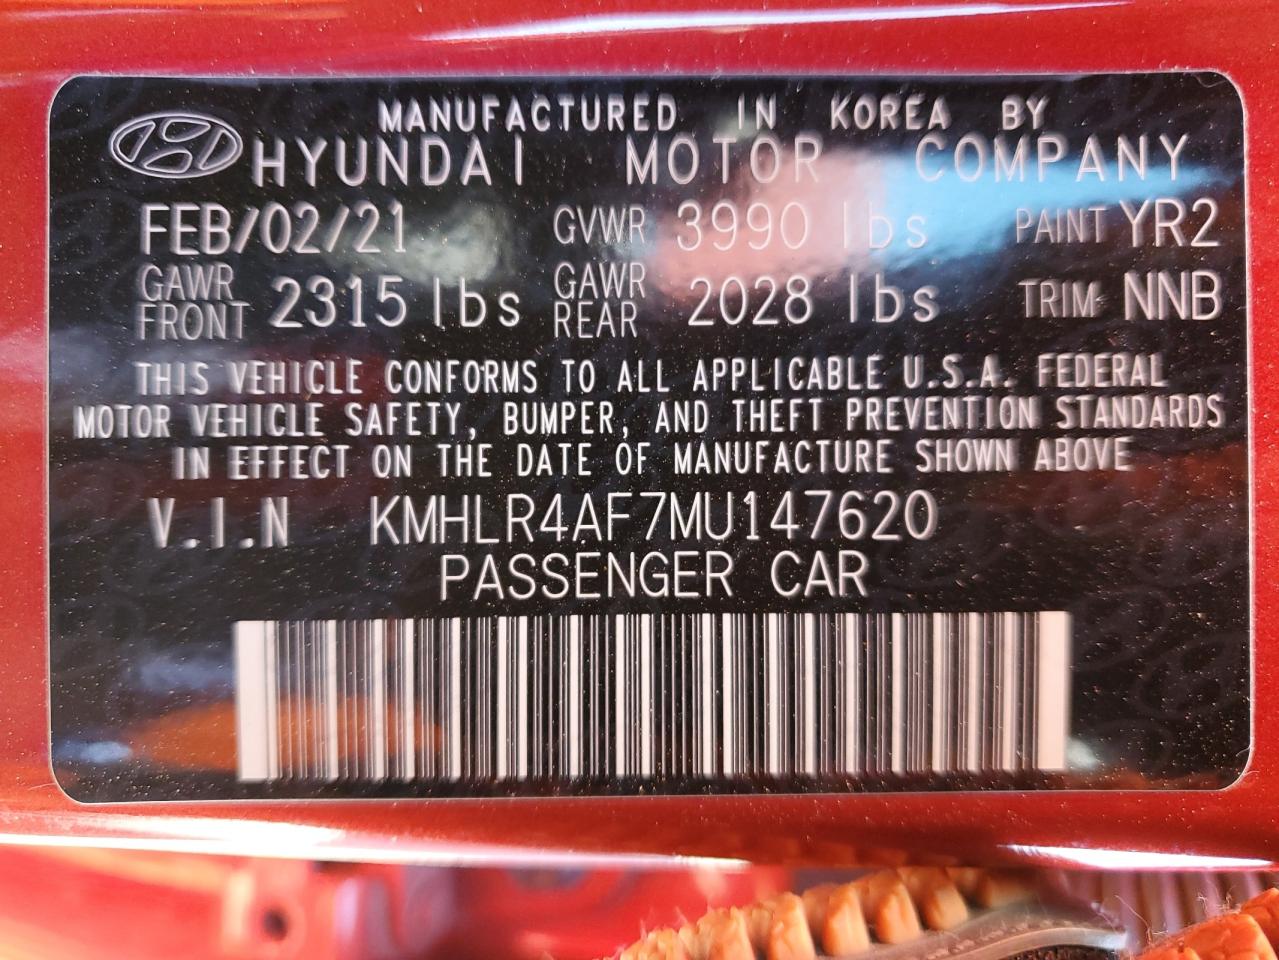 MANUFACTURED IN KOREA BY
HYUNDAI MOTOR COMPANY
FEB/02/21 GVWR 3990 lbs PAINT YR2
GAWR FRONT 2315 lbs GAWR REAR 2028 lbs TRIM NNB
THIS VEHICLE CONFORMS TO ALL APPLICABLE U.S.A. FEDERAL
MOTOR VEHICLE SAFETY, BUMPER, AND THEFT PREVENTION STANDARDS
IN EFFECT ON THE DATE OF MANUFACTURE SHOWN ABOVE
V.I.N KMHLR4AF7MU147620
PASSENGER CAR